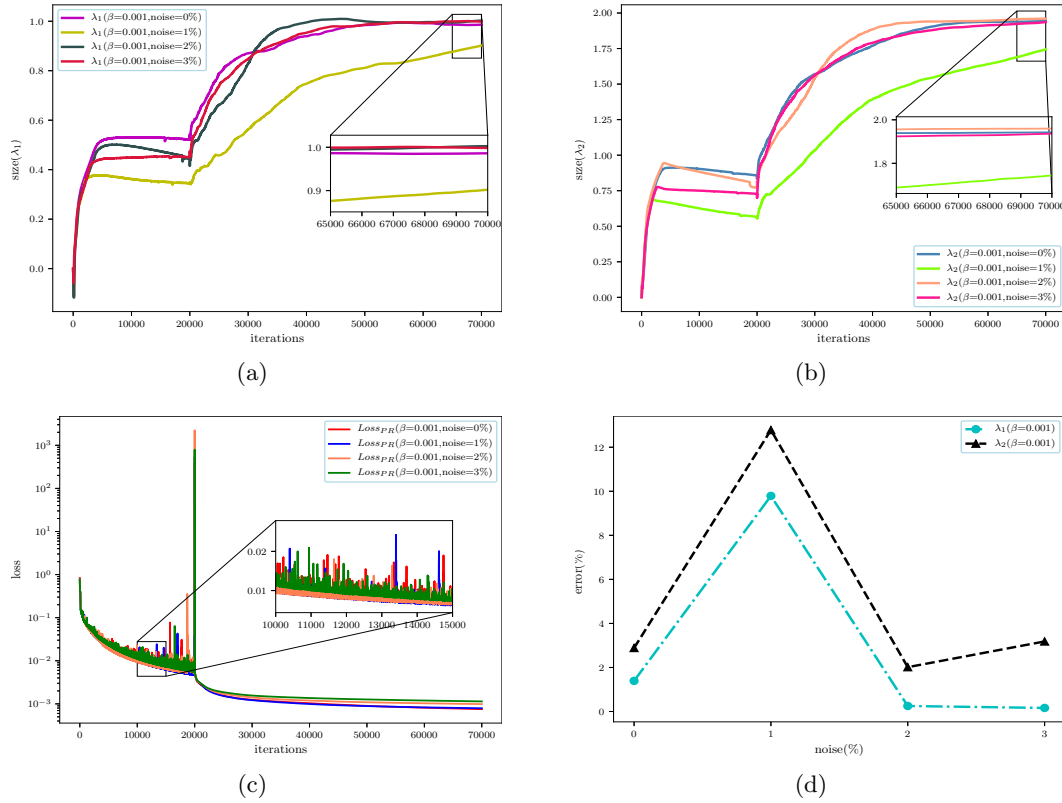 λ₁(β=0.001,noise=0%)
λ₁(β=0.001,noise=1%)
λ₁(β=0.001,noise=2%)
λ₁(β=0.001,noise=3%)
size(λ₁)
1.0
0.8
0.6
0.4
0.2
0.0
1.0
0.9
65000 66000 67000 68000 69000 70000
0 10000 20000 30000 40000 50000 60000 70000
iterations
(a)
size(λ₂)
2.00
1.75
1.50
1.25
1.00
0.75
0.50
0.25
0.00
2.0
1.8
65000 66000 67000 68000 69000 70000
λ₂(β=0.001,noise=0%)
λ₂(β=0.001,noise=1%)
λ₂(β=0.001,noise=2%)
λ₂(β=0.001,noise=3%)
0 10000 20000 30000 40000 50000 60000 70000
iterations
(b)
Loss_PR(β=0.001,noise=0%)
Loss_PR(β=0.001,noise=1%)
Loss_PR(β=0.001,noise=2%)
Loss_PR(β=0.001,noise=3%)
loss
10³
10²
10¹
10⁰
10⁻¹
10⁻²
10⁻³
0.02
0.01
10000 11000 12000 13000 14000 15000
0 10000 20000 30000 40000 50000 60000 70000
iterations
(c)
λ₁(β=0.001)
λ₂(β=0.001)
error(%)
12
10
8
6
4
2
0
0 1 2 3
noise(%)
(d)